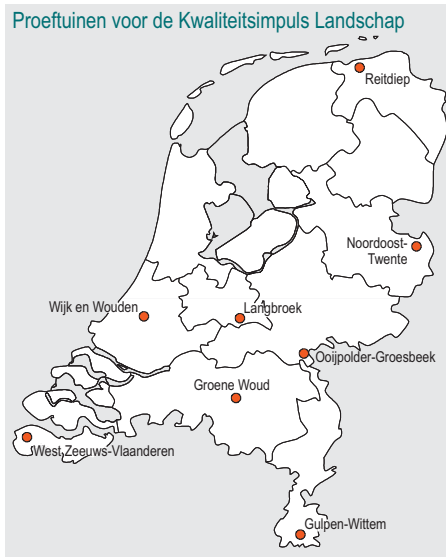 Proeftuinen voor de Kwaliteitsimpuls Landschap
Reitdiep
Noordoost-
Twente
Wijk en Wouden
Langbroek
Ooijpolder-Groesbeek
Groene Woud
West Zeeuws-Vlaanderen
Gulpen-Wittem